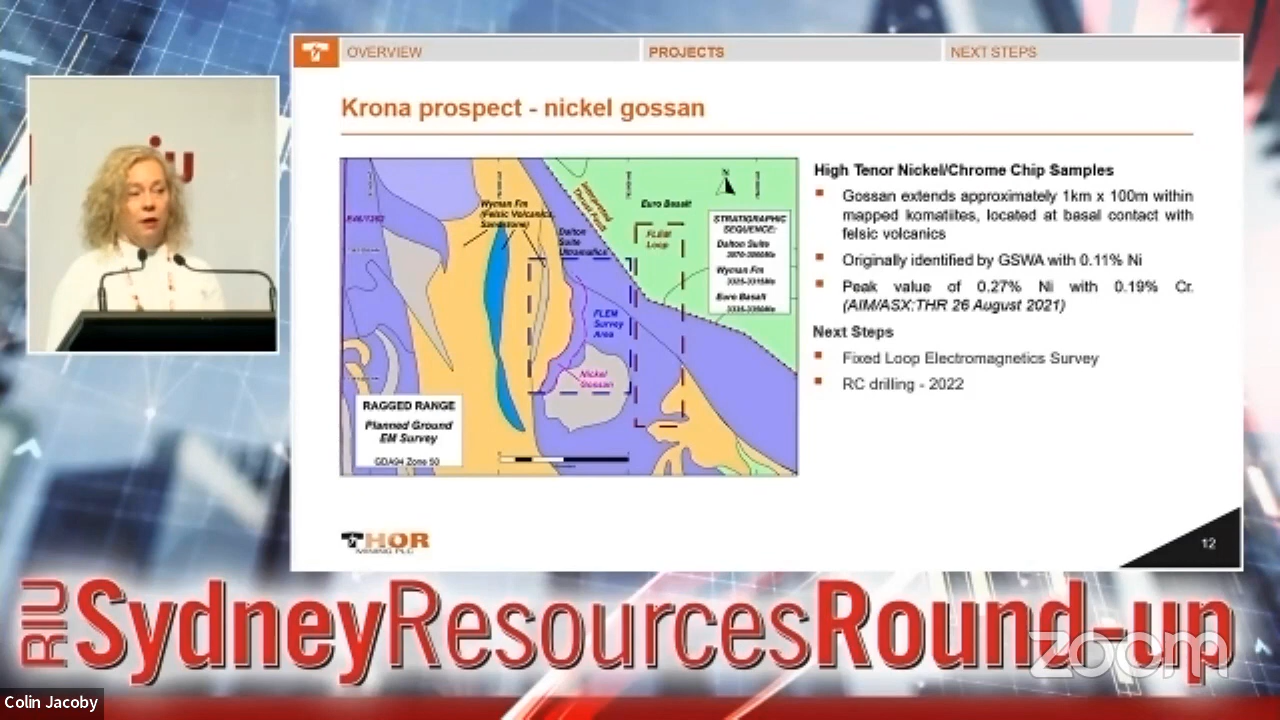 OVERVIEW
PROJECTS
NEXT STEPS
Krona prospect - nickel gossan
Wyman Fm
(Felsic Volcanics,
Sandstone)
Dalton
Suite
Ultramafics
Euro Basalt
FLEM
Loop
FLEM
Survey
Area
Nickel
Gossan
N
STRATIGRAPHIC
SEQUENCE:
Dalton Suite
Wyman Fm
Euro Basalt
RAGGED RANGE
Planned Ground
EM Survey
GDA94 Zone 50
High Tenor Nickel/Chrome Chip Samples
Gossan extends approximately 1km x 100m within
mapped komatiites, located at basal contact with
felsic volcanics
Originally identified by GSWA with 0.11% Ni
Peak value of 0.27% Ni with 0.19% Cr.
(AIM/ASX:THR 26 August 2021)
Next Steps
Fixed Loop Electromagnetics Survey
RC drilling - 2022
THOR
MINING PLC
12
RIU SydneyResourcesRound-up
zoom
Colin Jacoby